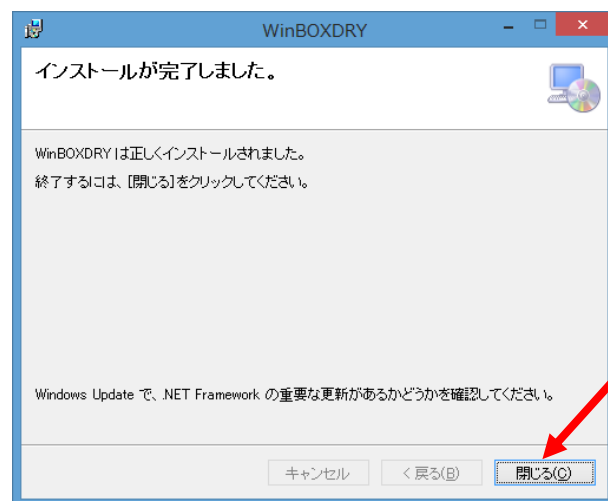 WinBOXDRY
インストールが完了しました。
WinBOXDRY は正しくインストールされました。
終了するには、[閉じる]をクリックしてください。
Windows Update で、.NET Framework の重要な更新があるかどうかを確認してください。
キャンセル
< 戻る(B)
閉じる(C)